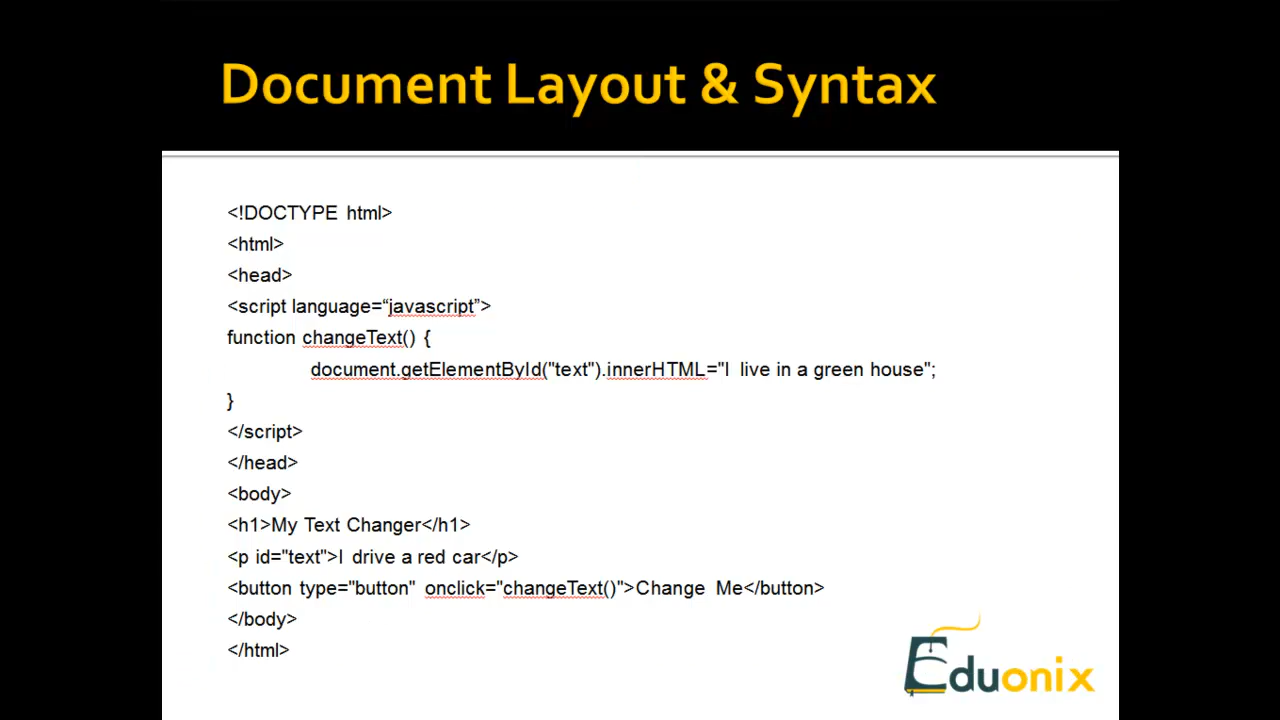 Document Layout & Syntax
<!DOCTYPE html>
<html>
<head>
<script language=“javascript”>
function changeText() {
document.getElementById("text").innerHTML="I live in a green house";
}
</script>
</head>
<body>
<h1>My Text Changer</h1>
<p id="text">I drive a red car</p>
<button type="button" onclick="changeText()">Change Me</button>
</body>
</html>
Eduonix